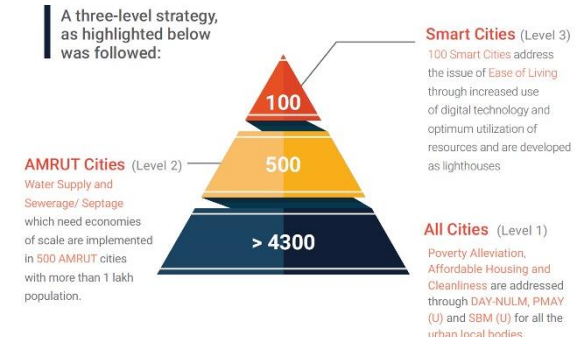 A three-level strategy,
as highlighted below
was followed:
Smart Cities (Level 3)
100 Smart Cities address
the issue of Ease of Living
through increased use
of digital technology and
optimum utilization of
resources and are developed
as lighthouses
100
AMRUT Cities (Level 2)
Water Supply and
Sewerage/ Septage
which need economies
of scale are implemented
in 500 AMRUT cities
with more than 1 lakh
population.
500
All Cities (Level 1)
Poverty Alleviation,
Affordable Housing and
Cleanliness are addressed
through DAY-NULM, PMAY
(U) and SBM (U) for all the
urban local bodies
> 4300